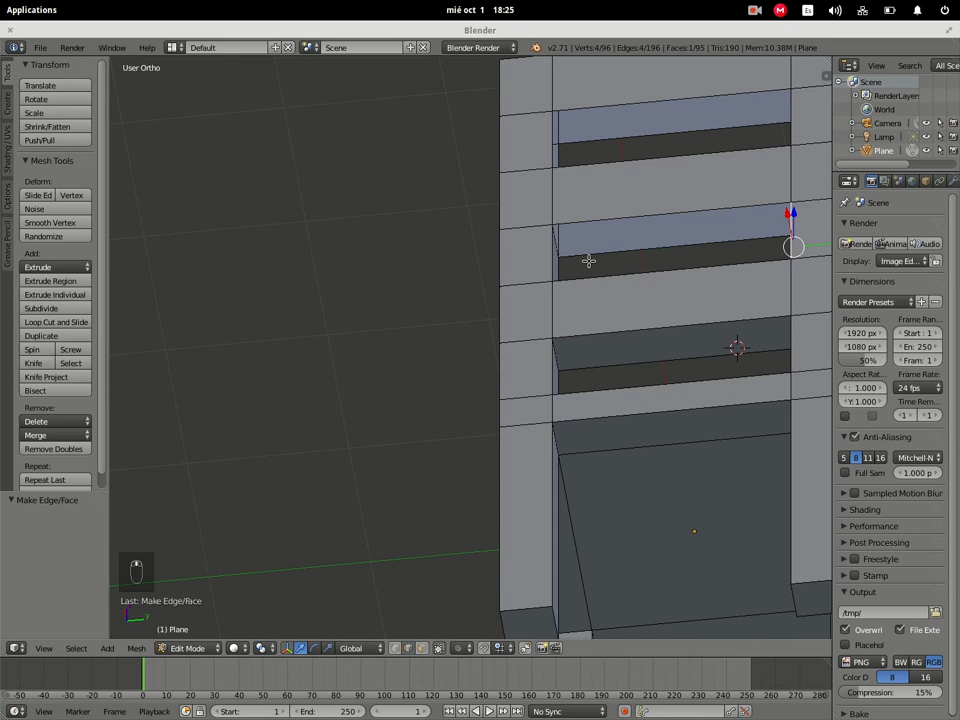 Applications
mié oct 1 18:25
Es
Blender
File Render Window Help
Default
Scene
Blender Render
v2.71 | Verts:4/96 | Edges:4/196 | Faces:1/95 | Tris:190 | Mem:10.38M | Plane
Tools
Create
Shading / UVs
Options
Grease Pencil
Transform
Translate
Rotate
Scale
Shrink/Fatten
Push/Pull
Mesh Tools
Deform:
Slide Ed Vertex
Noise
Smooth Vertex
Randomize
Add:
Extrude
Extrude Region
Extrude Individual
Subdivide
Loop Cut and Slide
Duplicate
Spin Screw
Knife Select
Knife Project
Bisect
Remove:
Delete
Merge
Remove Doubles
Repeat:
Repeat Last
Make Edge/Face
User Ortho
Last: Make Edge/Face
y
(1) Plane
View Search All Sce
Scene
RenderLayer
World
Camera
Lamp
Plane
Scene
Render
Rende Anima Audio
Display: Image Ed...
Dimensions
Render Presets
Resolution: Frame Ran...
1920 px Start: 1
1080 px En: 250
50% Fram: 1
Aspect Rat... Frame Rate:
: 1.000 24 fps
Y: 1.000 Time Rem...
1 1
Anti-Aliasing
5 8 11 16 Mitchell-N
Full Sam 1.000 p
Sampled Motion Blur
Shading
Performance
Post Processing
Freestyle
Stamp
Output
/tmp/
Overwri File Exte
Placehol
PNG BW RG RGB
Color D 8 16
Compression: 15%
Bake
View Select Add Mesh Edit Mode Global
-50 -40 -30 -20 -10 0 10 20 30 40 50 60 70 80 90 100 110 120 130 140 150 160 170 180 190 200 210 220 230 240 250 260 270 280
View Marker Frame Playback Start: 1 End: 250 1 No Sync